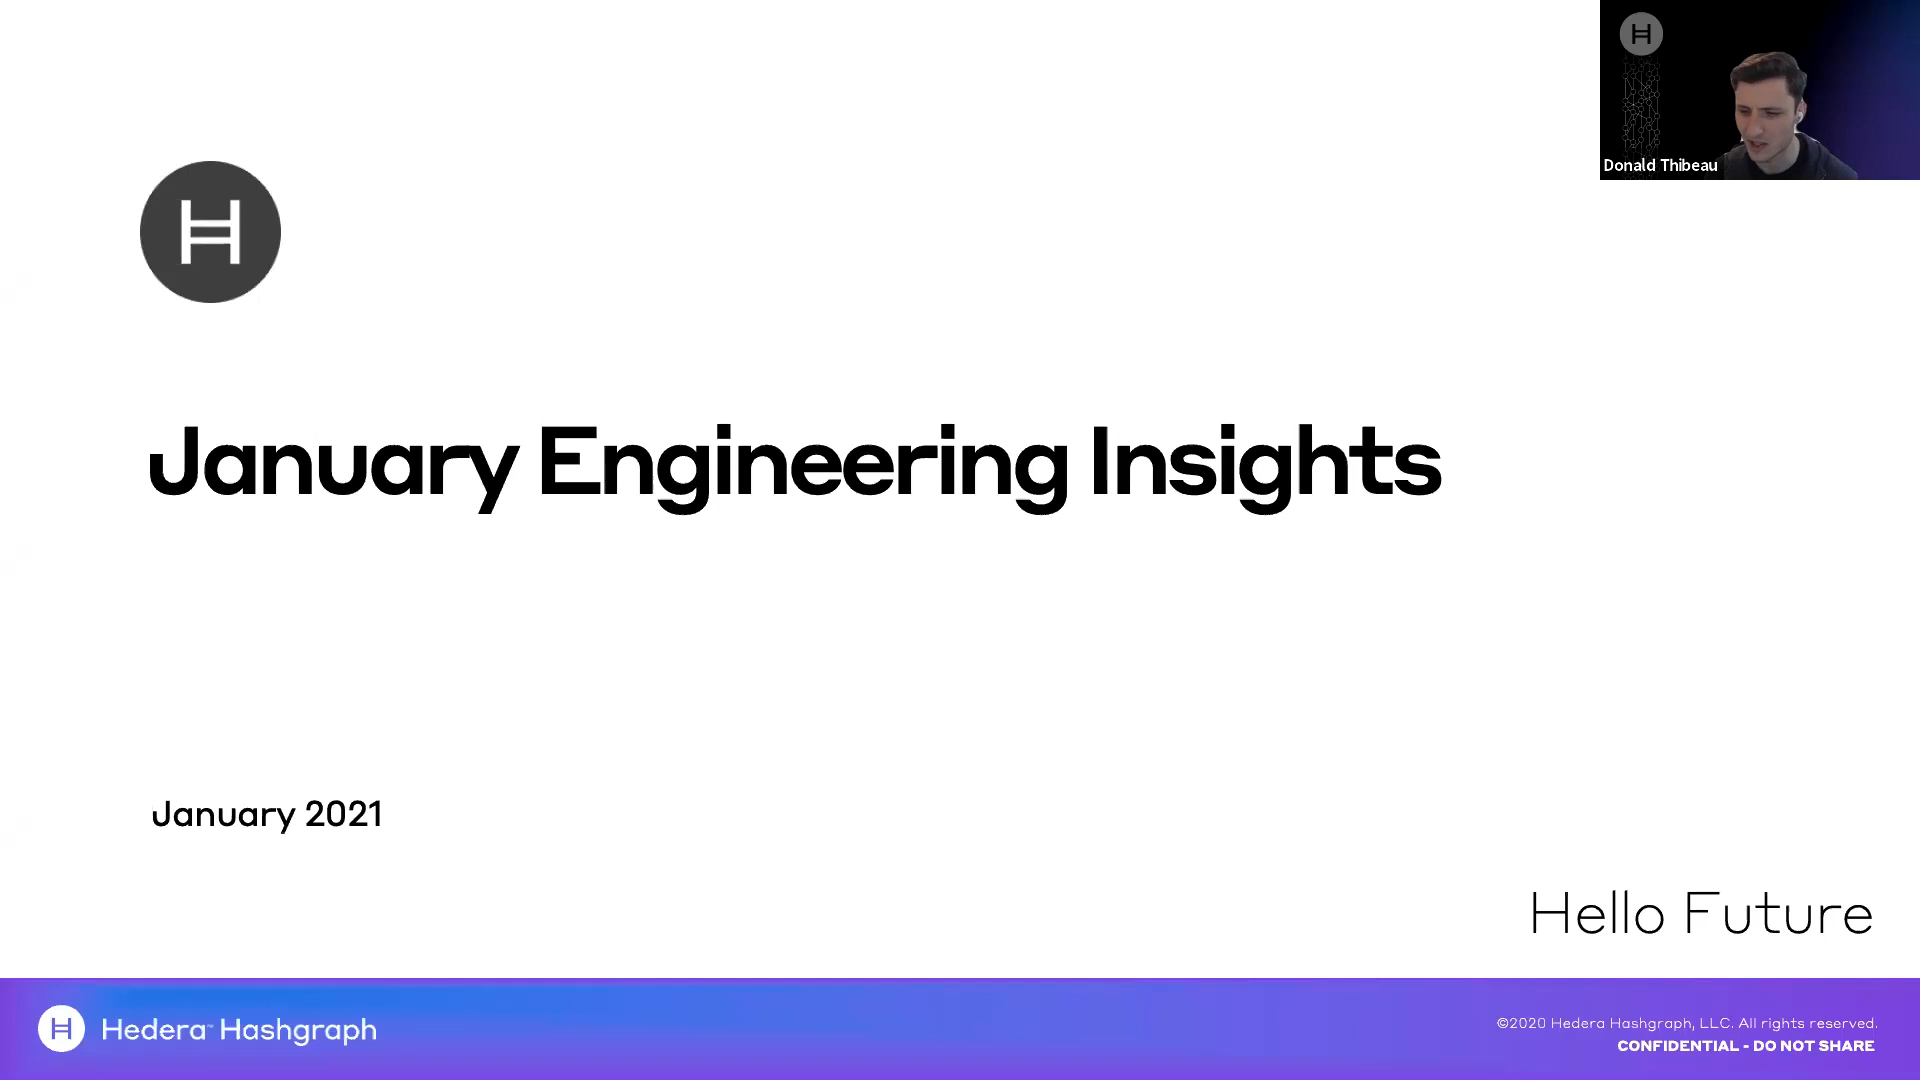 Donald Thibeau
January Engineering Insights
January 2021
Hello Future
Hedera™ Hashgraph
©2020 Hedera Hashgraph, LLC. All rights reserved.
CONFIDENTIAL - DO NOT SHARE